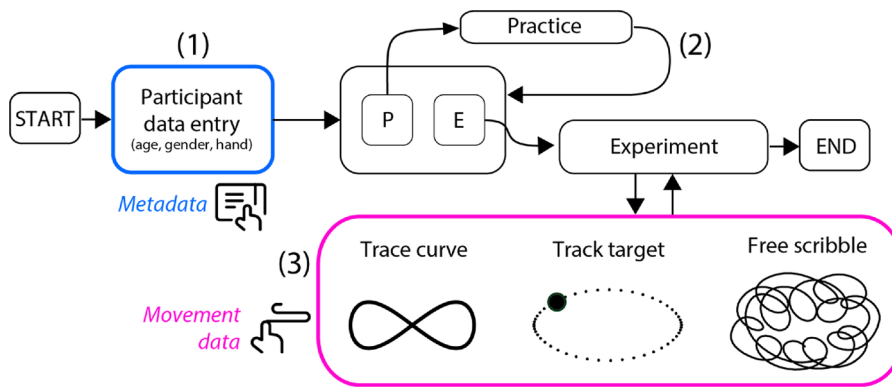 (1)
Practice
(2)
START
Participant
data entry
(age, gender, hand)
P
E
Experiment
END
Metadata
(3)
Trace curve
Track target
Free scribble
Movement
data